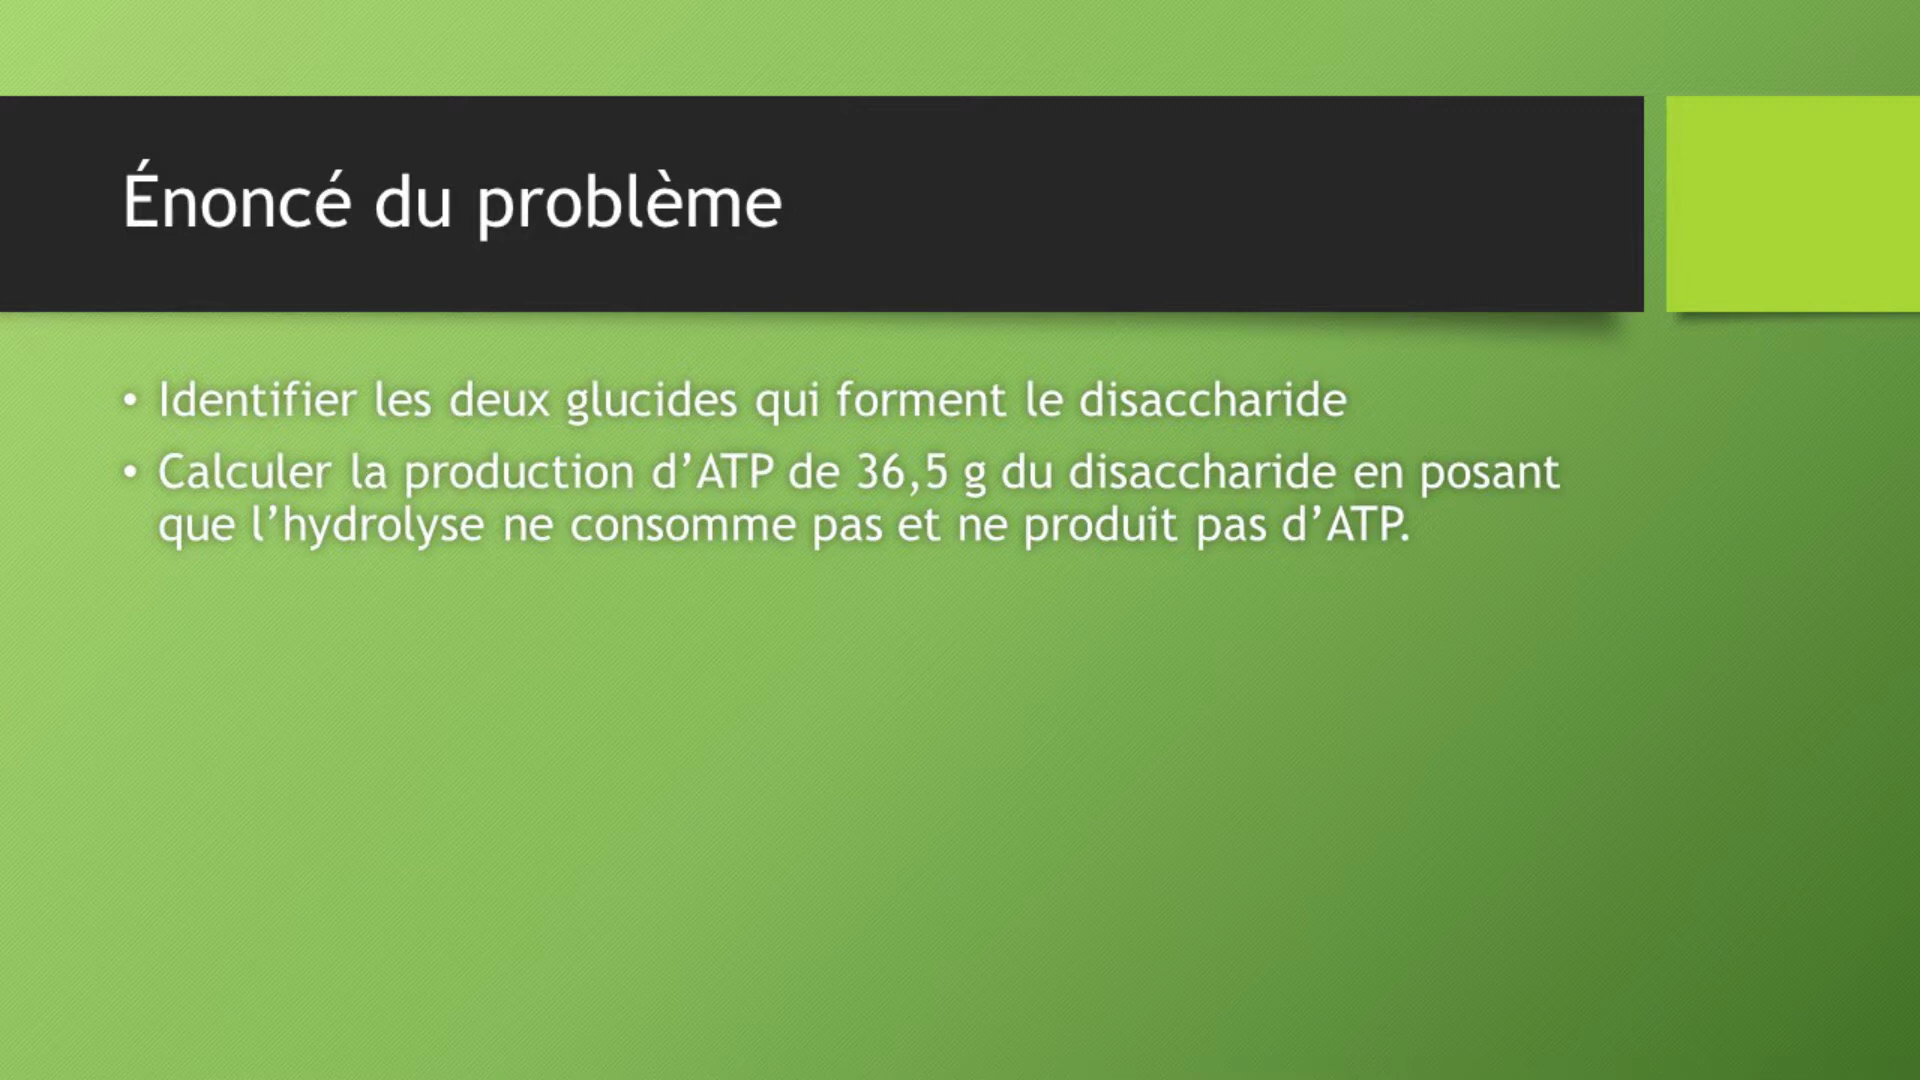 Énoncé du problème
• Identifier les deux glucides qui forment le disaccharide
• Calculer la production d’ATP de 36,5 g du disaccharide en posant
que l’hydrolyse ne consomme pas et ne produit pas d’ATP.